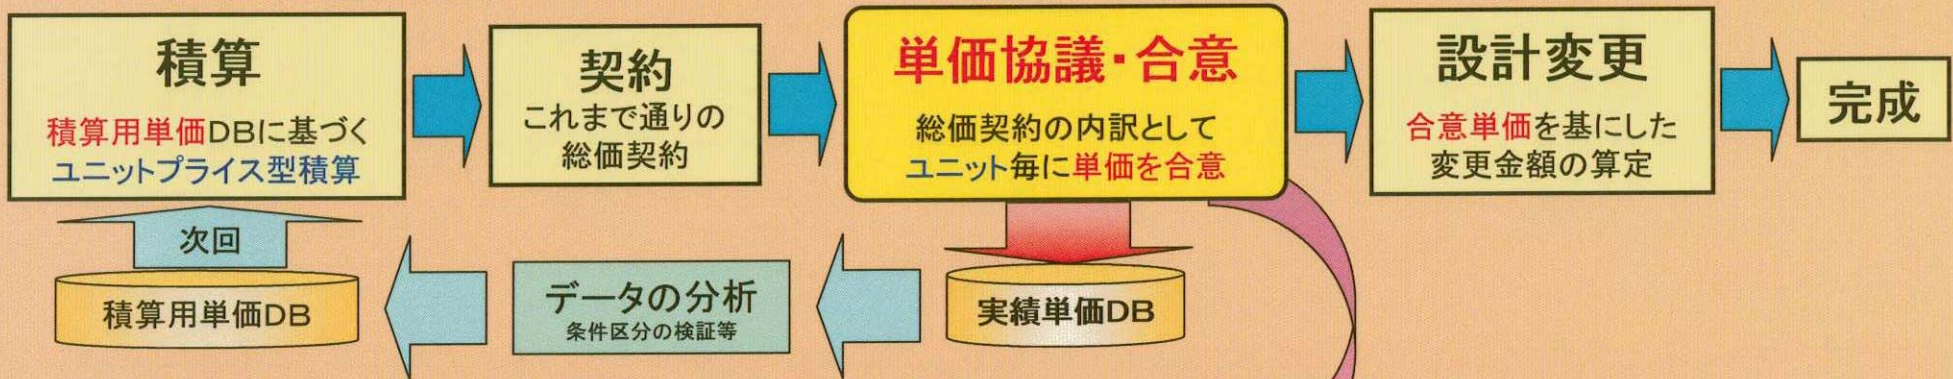 積算
積算用単価DBに基づく
ユニットプライス型積算
契約
これまで通りの
総価契約
単価協議・合意
総価契約の内訳として
ユニット毎に単価を合意
設計変更
合意単価を基にした
変更金額の算定
完成
次回
積算用単価DB
データの分析
条件区分の検証等
実績単価DB